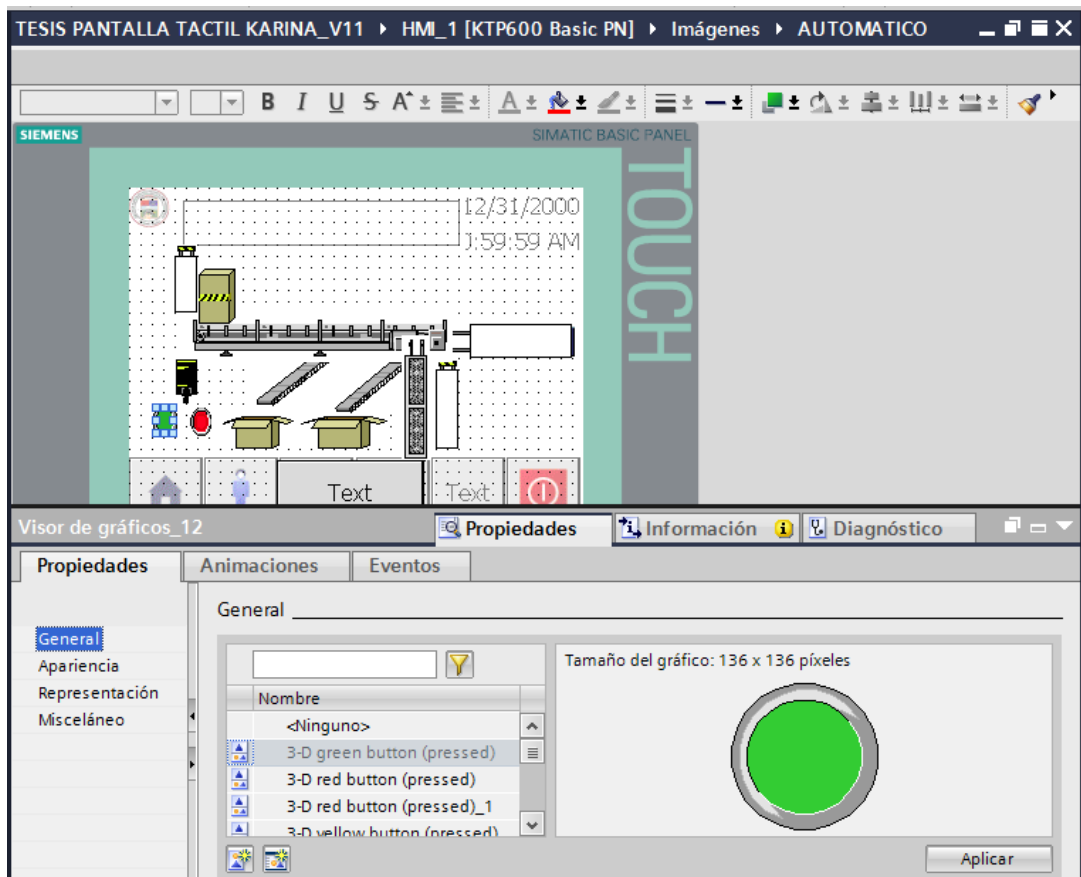 TESIS PANTALLA TACTIL KARINA_V11 ▸ HMI_1 [KTP600 Basic PN] ▸ Imágenes ▸ AUTOMATICO
B I U S A
SIEMENS SIMATIC BASIC PANEL
TOUCH
12/31/2000
:59:59 AM
Text Text
Visor de gráficos_12 Propiedades Información Diagnóstico
Propiedades Animaciones Eventos
General
General
Apariencia
Representación
Misceláneo
Tamaño del gráfico: 136 x 136 píxeles
Nombre
<Ninguno>
3-D green button (pressed)
3-D red button (pressed)
3-D red button (pressed)_1
3-D yellow button (pressed)
Aplicar